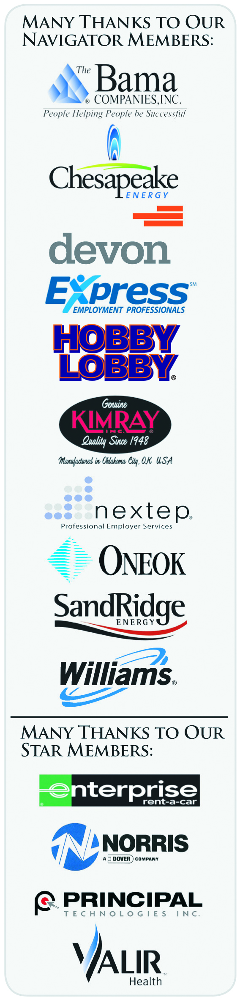 Many Thanks to Our
Navigator Members:
The
Bama
®
COMPANIES, INC.
People Helping People be Successful
Chesapeake
ENERGY
devon
Express SM
EMPLOYMENT PROFESSIONALS
HOBBY
LOBBY®
Genuine
KIMRAY
INC. ®
Quality Since 1948
Manufactured in Oklahoma City, OK USA
nextep®
Professional Employer Services
ONEOK
SandRidge
ENERGY
Williams®
Many Thanks to Our
Star Members:
enterprise
® rent-a-car
NORRIS
A DOVER COMPANY
PRINCIPAL
TECHNOLOGIES INC.
VALIR
Health™